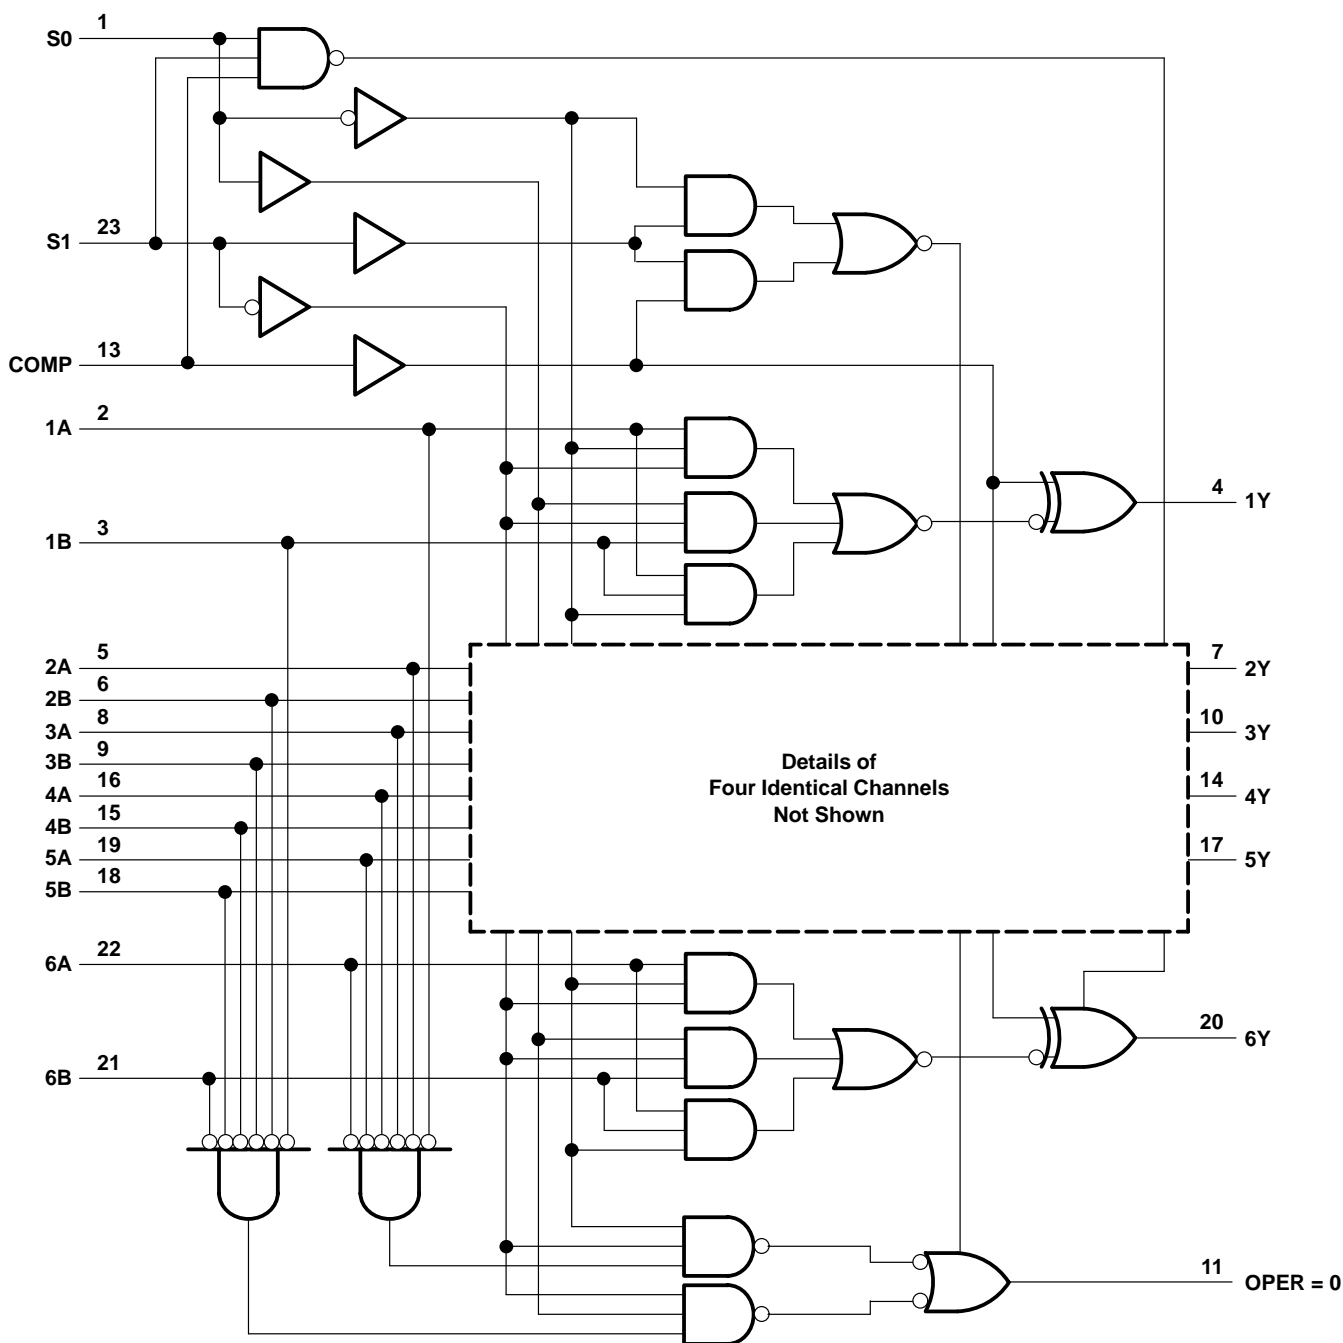 S0 1
S1 23
COMP 13
1A 2
4 1Y
1B 3
2A 5
7 2Y
2B 6
3A 8
10 3Y
3B 9
4A 16
14 4Y
4B 15
5A 19
17 5Y
5B 18
Details of
Four Identical Channels
Not Shown
6A 22
20 6Y
6B 21
11 OPER = 0